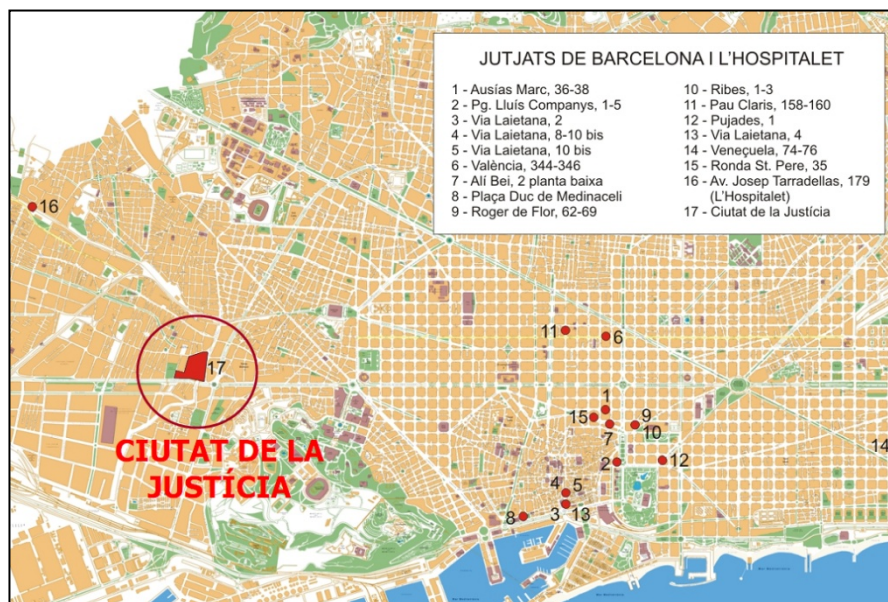 JUTJATS DE BARCELONA I L'HOSPITALET
1 - Ausías Marc, 36-38
2 - Pg. Lluís Companys, 1-5
3 - Via Laietana, 2
4 - Via Laietana, 8-10 bis
5 - Via Laietana, 10 bis
6 - València, 344-346
7 - Alí Bei, 2 planta baixa
8 - Plaça Duc de Medinaceli
9 - Roger de Flor, 62-69
10 - Ribes, 1-3
11 - Pau Claris, 158-160
12 - Pujades, 1
13 - Via Laietana, 4
14 - Veneçuela, 74-76
15 - Ronda St. Pere, 35
16 - Av. Josep Tarradellas, 179
(L'Hospitalet)
17 - Ciutat de la Justícia
16
11
6
17
1
15
9
7
10
CIUTAT DE LA
JUSTÍCIA
14
2
12
4 5
3 13
8